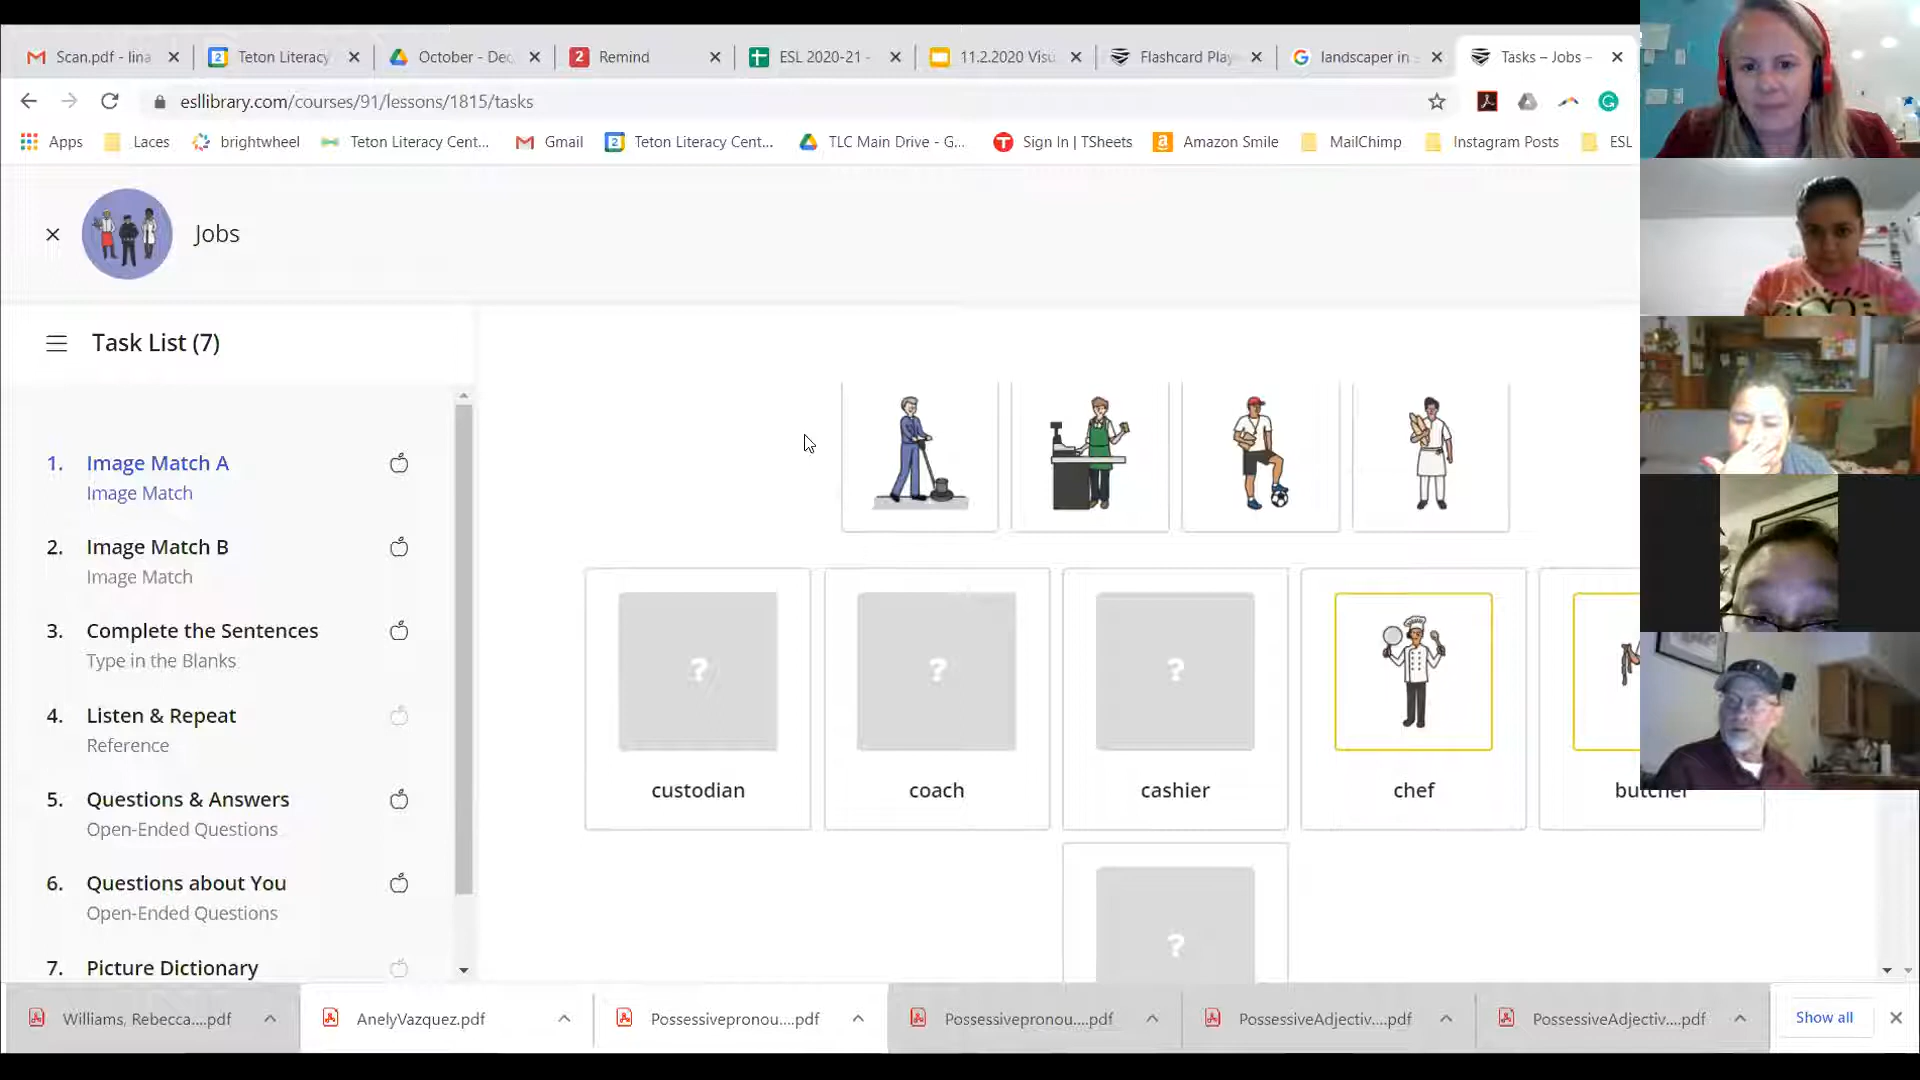 Scan.pdf - lina
Teton Literacy
October - Dec
Remind
ESL 2020-21 -
11.2.2020 Visu
Flashcard Play
landscaper in
Tasks – Jobs –
esllibrary.com/courses/91/lessons/1815/tasks
Apps
Laces
brightwheel
Teton Literacy Cent...
Gmail
Teton Literacy Cent...
TLC Main Drive - G...
Sign In | TSheets
Amazon Smile
MailChimp
Instagram Posts
ESL
Jobs
Task List (7)
1. Image Match A
Image Match
2. Image Match B
Image Match
3. Complete the Sentences
Type in the Blanks
4. Listen & Repeat
Reference
5. Questions & Answers
Open-Ended Questions
6. Questions about You
Open-Ended Questions
7. Picture Dictionary
?
?
?
custodian
coach
cashier
chef
butcher
?
Williams, Rebecca....pdf
AnelyVazquez.pdf
Possessivepronou....pdf
Possessivepronou....pdf
PossessiveAdjectiv....pdf
PossessiveAdjectiv....pdf
Show all